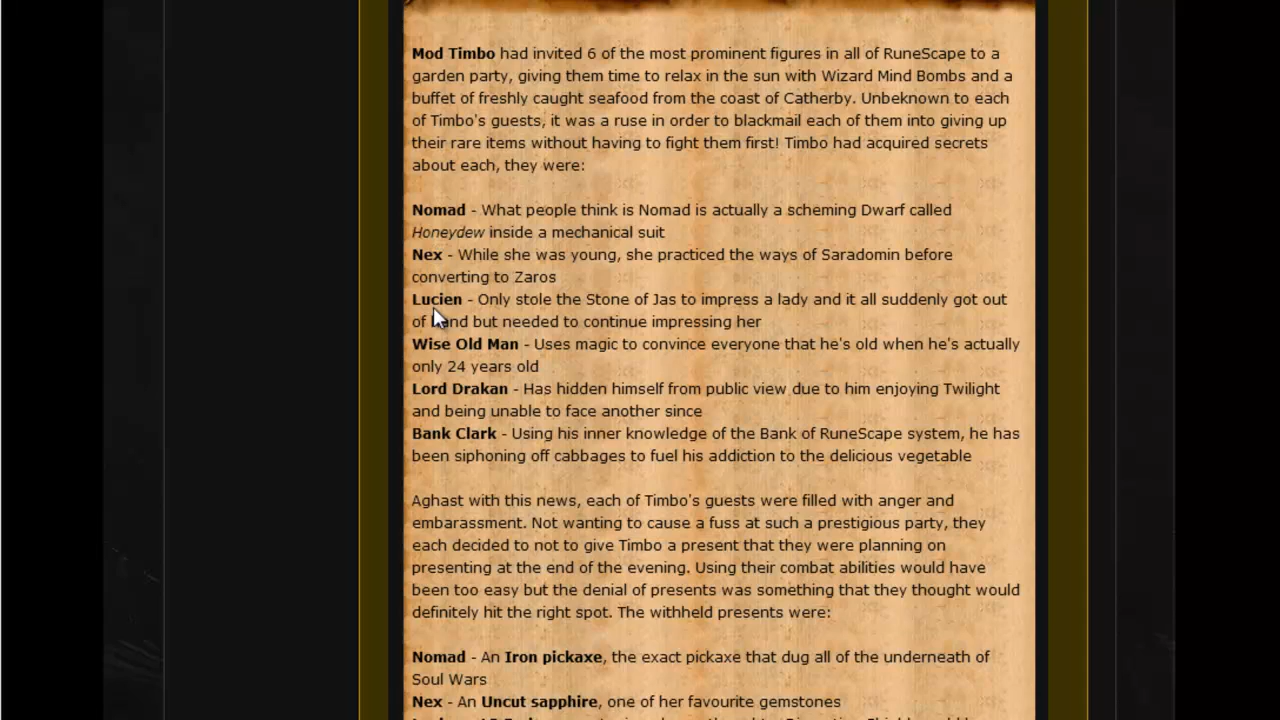 Mod Timbo had invited 6 of the most prominent figures in all of RuneScape to a
garden party, giving them time to relax in the sun with Wizard Mind Bombs and a
buffet of freshly caught seafood from the coast of Catherby. Unbeknown to each
of Timbo's guests, it was a ruse in order to blackmail each of them into giving up
their rare items without having to fight them first! Timbo had acquired secrets
about each, they were:
Nomad - What people think is Nomad is actually a scheming Dwarf called
Honeydew inside a mechanical suit
Nex - While she was young, she practiced the ways of Saradomin before
converting to Zaros
Lucien - Only stole the Stone of Jas to impress a lady and it all suddenly got out
of hand but needed to continue impressing her
Wise Old Man - Uses magic to convince everyone that he's old when he's actually
only 24 years old
Lord Drakan - Has hidden himself from public view due to him enjoying Twilight
and being unable to face another since
Bank Clark - Using his inner knowledge of the Bank of RuneScape system, he has
been siphoning off cabbages to fuel his addiction to the delicious vegetable
Aghast with this news, each of Timbo's guests were filled with anger and
embarassment. Not wanting to cause a fuss at such a prestigious party, they
each decided to not to give Timbo a present that they were planning on
presenting at the end of the evening. Using their combat abilities would have
been too easy but the denial of presents was something that they thought would
definitely hit the right spot. The withheld presents were:
Nomad - An Iron pickaxe, the exact pickaxe that dug all of the underneath of
Soul Wars
Nex - An Uncut sapphire, one of her favourite gemstones